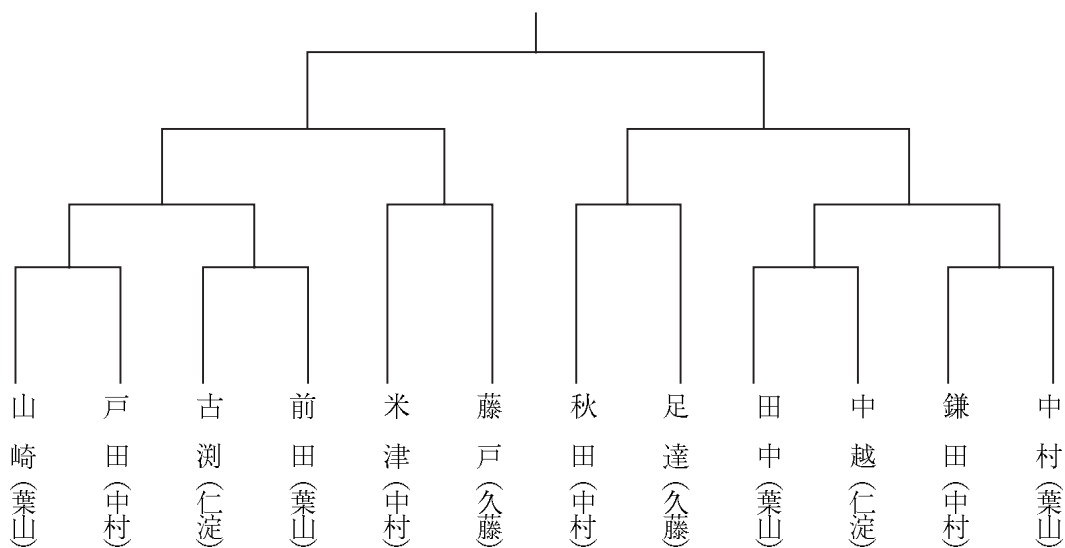 山崎（葉山）
戸田（中村）
古渕（仁淀）
前田（葉山）
米津（中村）
藤戸（久藤）
秋田（中村）
足達（久藤）
田中（葉山）
中越（仁淀）
鎌田（中村）
中村（葉山）